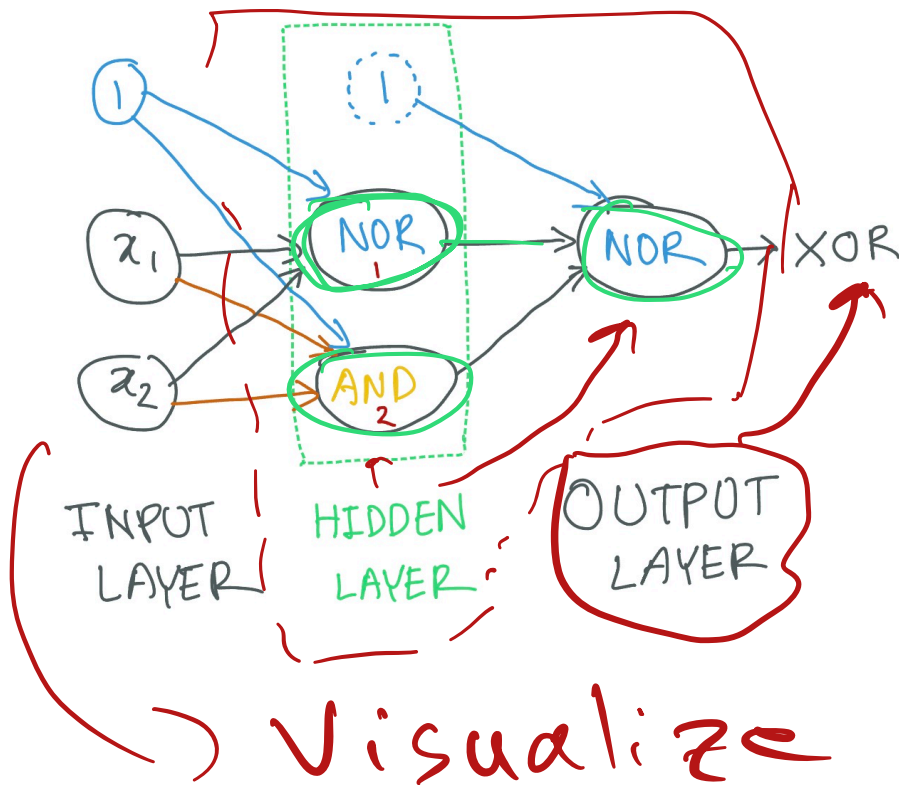 1
1
x1
NOR
1
NOR
XOR
x2
AND
2
INPUT
LAYER
HIDDEN
LAYER
OUTPUT
LAYER
Visualize